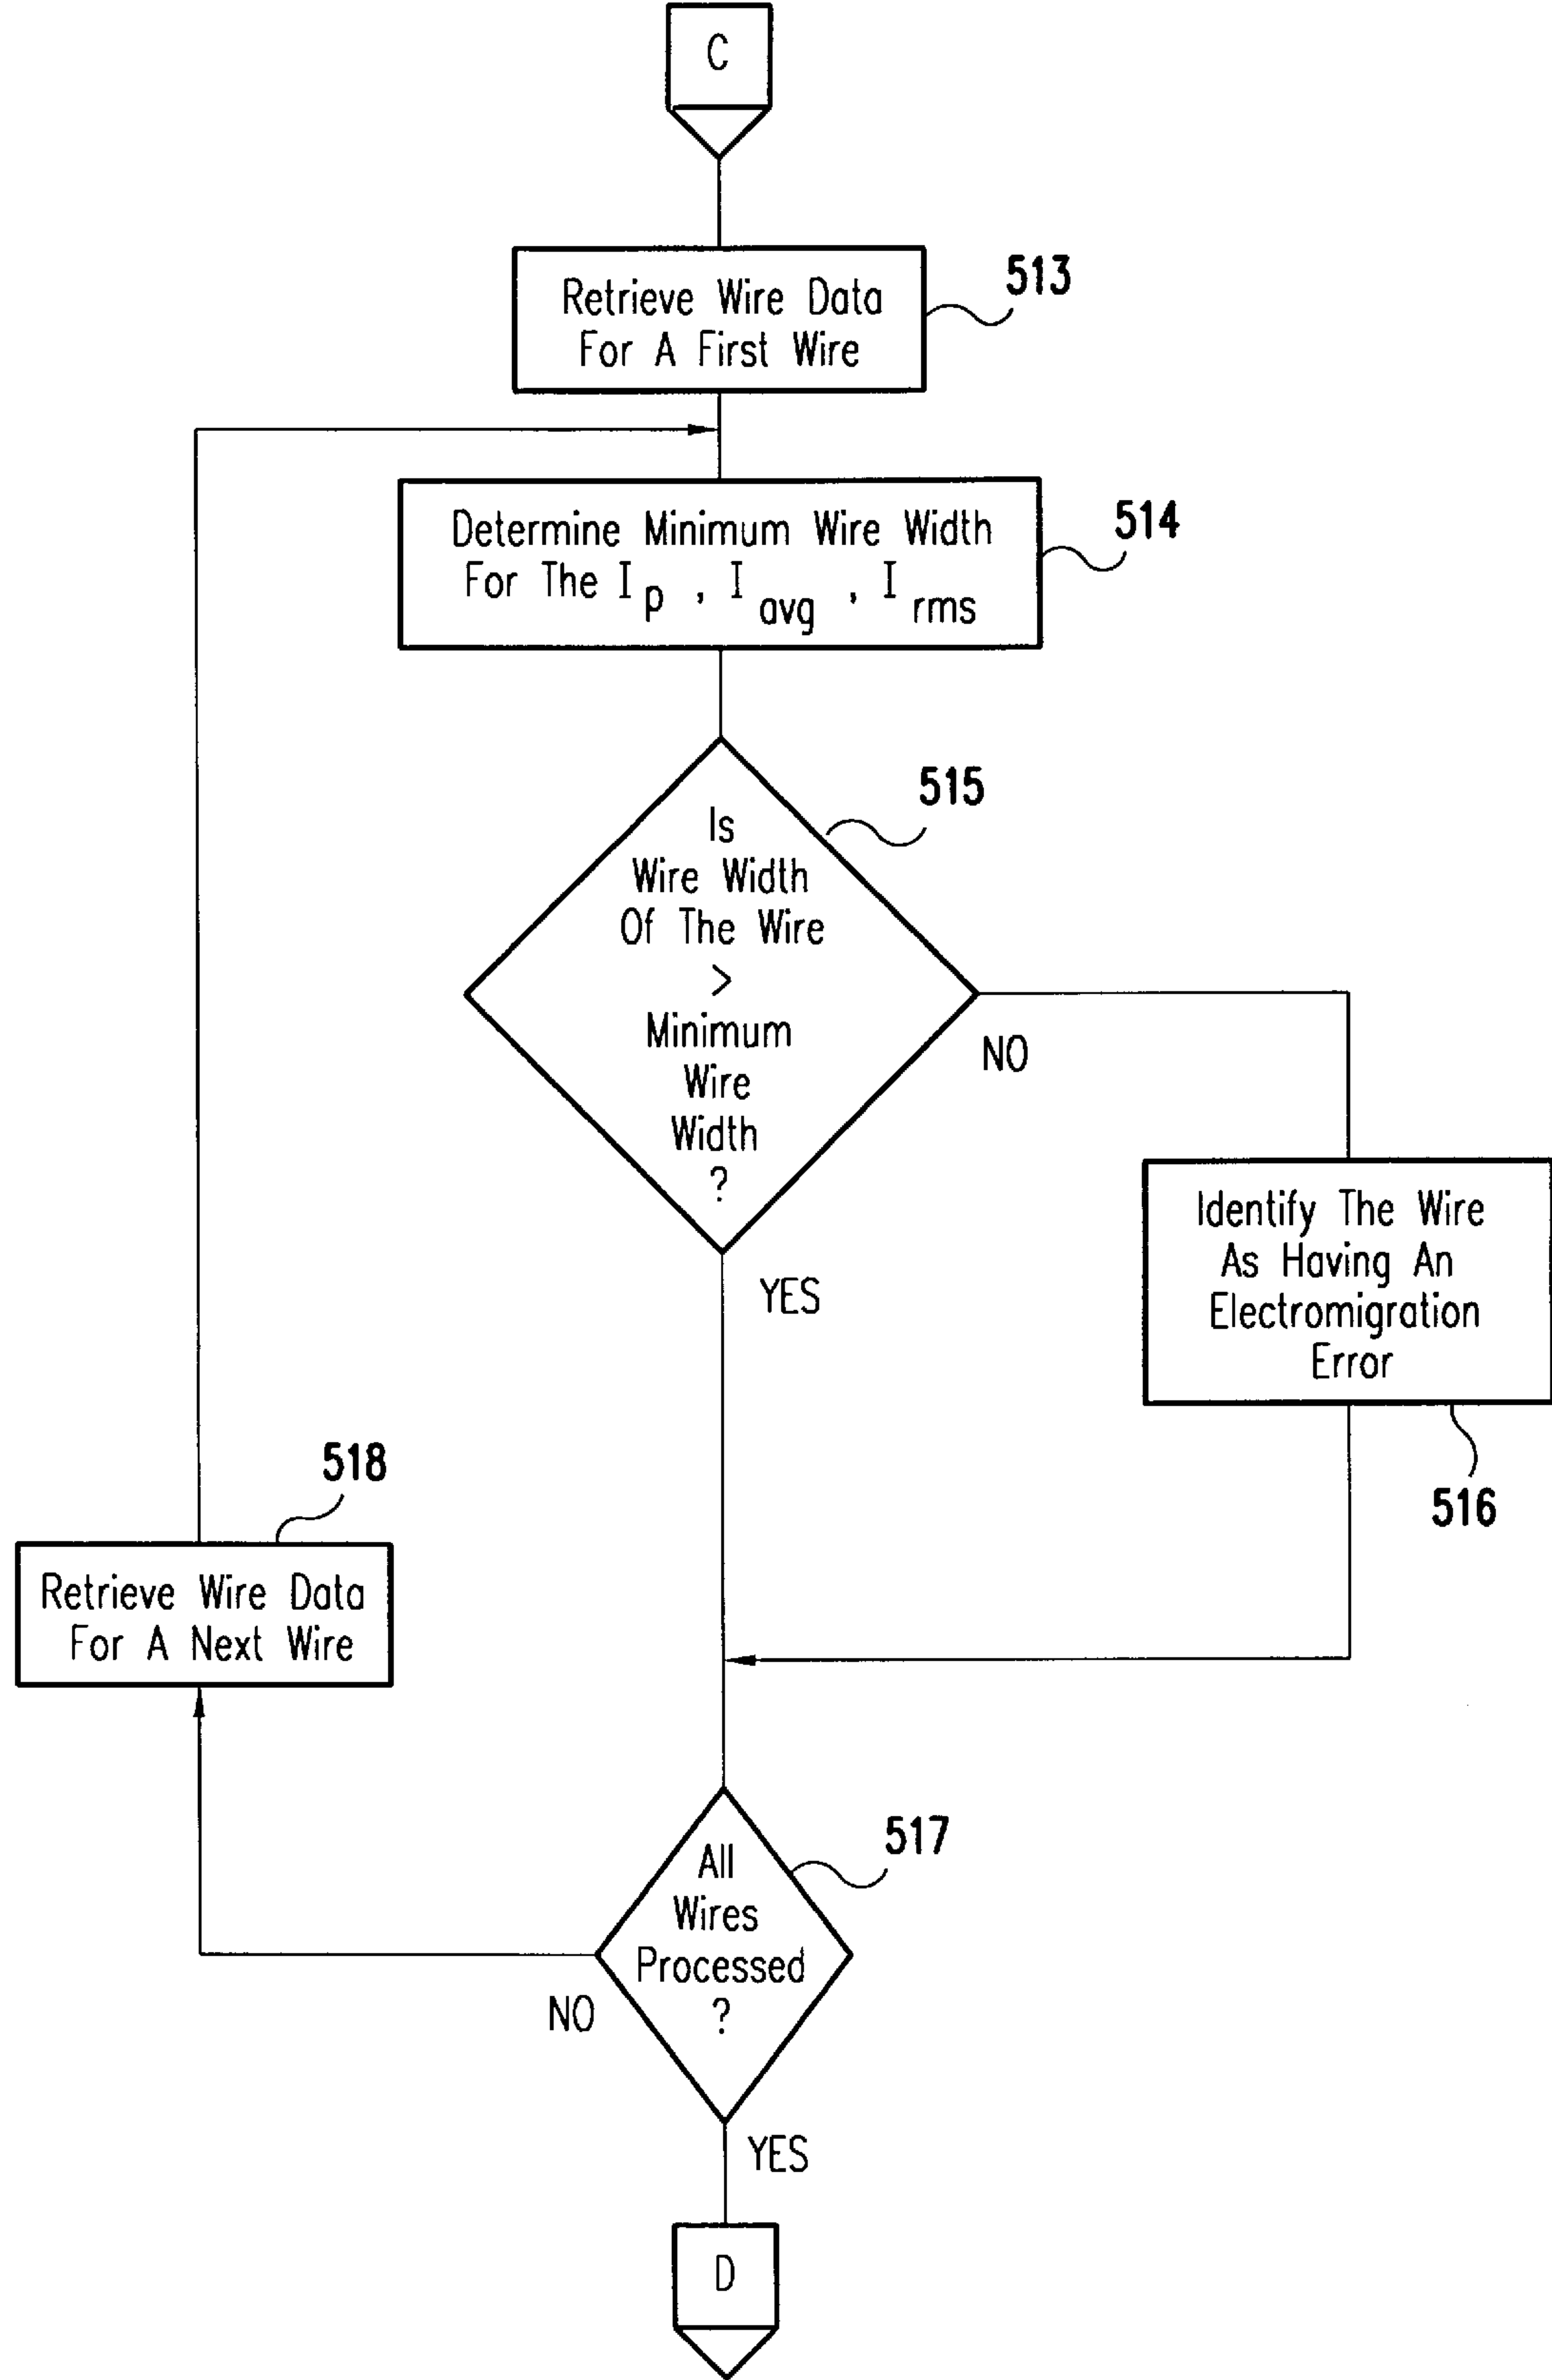 C
Retrieve Wire Data
For A First Wire
513
Determine Minimum Wire Width
For The I p , I avg , I rms
514
Is
Wire Width
Of The Wire
>
Minimum
Wire
Width
?
515
NO
YES
Identify The Wire
As Having An
Electromigration
Error
516
518
Retrieve Wire Data
For A Next Wire
All
Wires
Processed
?
517
NO
YES
D